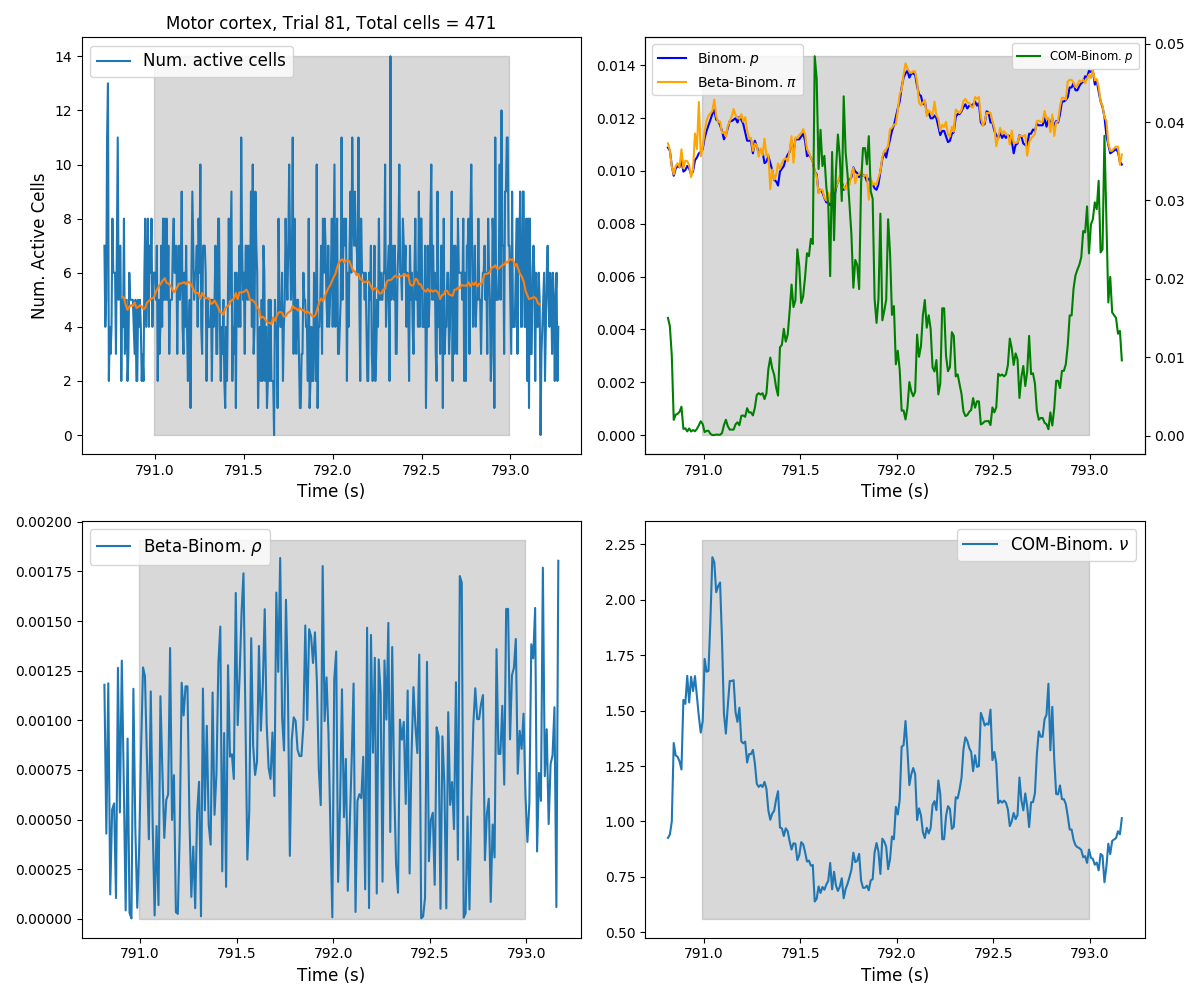 Motor cortex, Trial 81, Total cells = 471
Num. active cells
Num. Active Cells
14
12
10
8
6
4
2
0
791.0 791.5 792.0 792.5 793.0
Time (s)
Binom. p
Beta-Binom. π
COM-Binom. p
0.014
0.012
0.010
0.008
0.006
0.004
0.002
0.000
0.05
0.04
0.03
0.02
0.01
0.00
791.0 791.5 792.0 792.5 793.0
Time (s)
Beta-Binom. ρ
0.00200
0.00175
0.00150
0.00125
0.00100
0.00075
0.00050
0.00025
0.00000
791.0 791.5 792.0 792.5 793.0
Time (s)
COM-Binom. ν
2.25
2.00
1.75
1.50
1.25
1.00
0.75
0.50
791.0 791.5 792.0 792.5 793.0
Time (s)